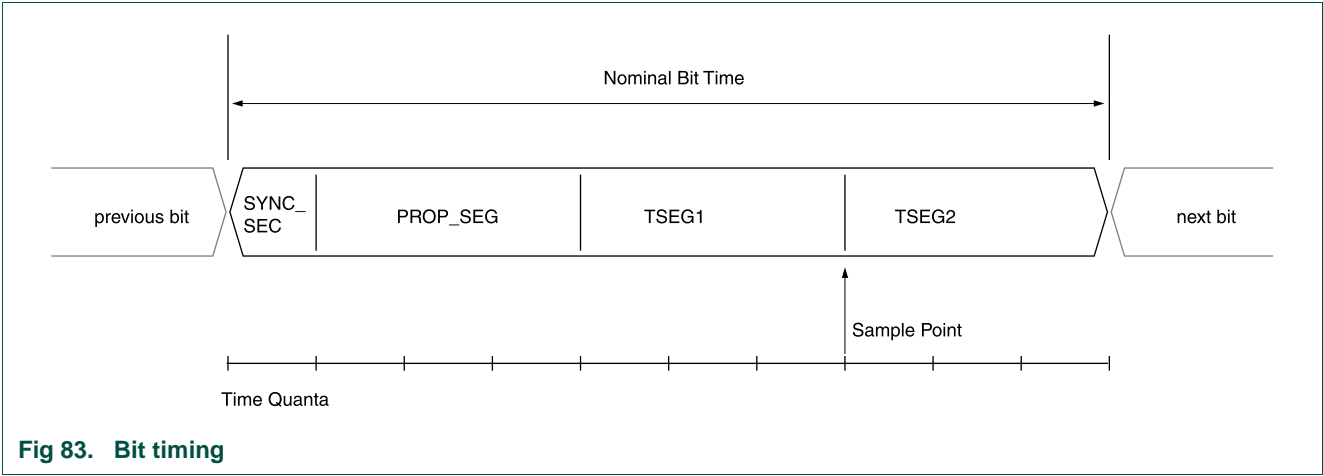 Nominal Bit Time
previous bit
SYNC_
SEC
PROP_SEG
TSEG1
TSEG2
next bit
Sample Point
Time Quanta
Fig 83. Bit timing